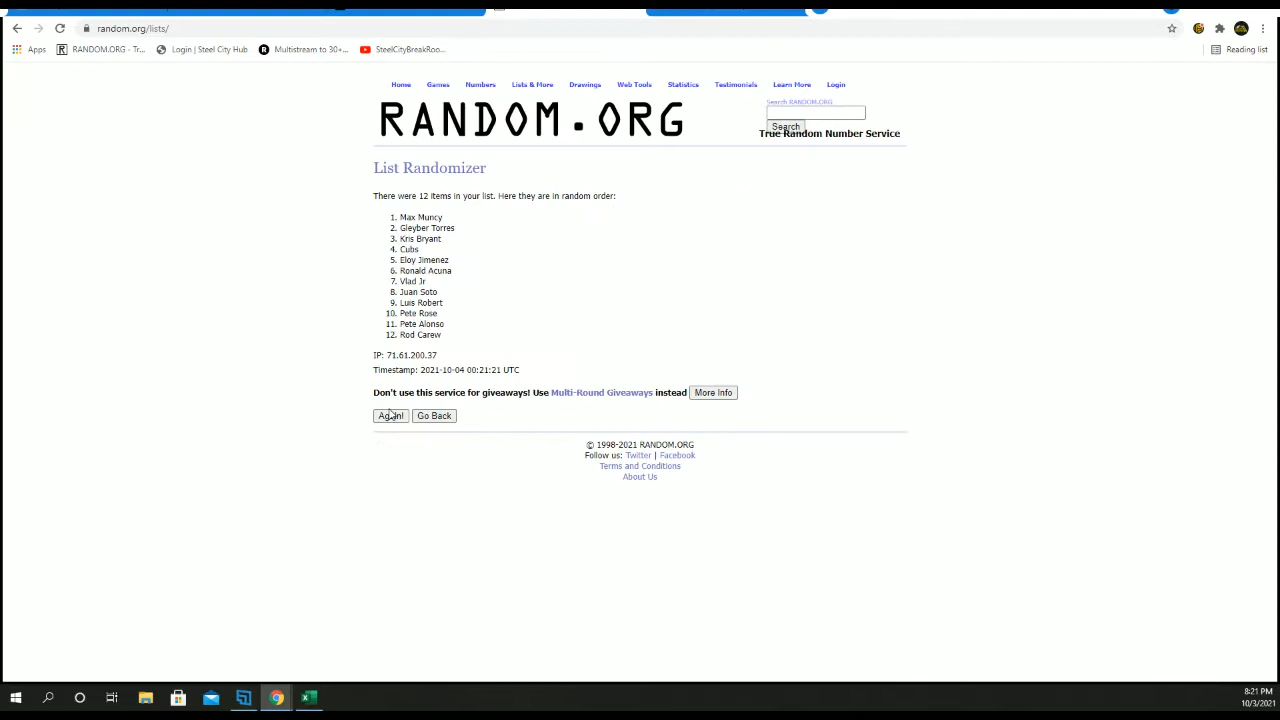 random.org/lists/
Apps RANDOM.ORG - Tr... Login | Steel City Hub Multistream to 30+... SteelCityBreakRoo... Reading list
Home Games Numbers Lists & More Drawings Web Tools Statistics Testimonials Learn More Login
RANDOM.ORG
Search RANDOM.ORG
Search
True Random Number Service
List Randomizer
There were 12 items in your list. Here they are in random order:
1. Max Muncy
2. Gleyber Torres
3. Kris Bryant
4. Cubs
5. Eloy Jimenez
6. Ronald Acuna
7. Vlad Jr
8. Juan Soto
9. Luis Robert
10. Pete Rose
11. Pete Alonso
12. Rod Carew
IP: 71.61.200.37
Timestamp: 2021-10-04 00:21:21 UTC
Don't use this service for giveaways! Use Multi-Round Giveaways instead More Info
Again! Go Back
© 1998-2021 RANDOM.ORG
Follow us: Twitter | Facebook
Terms and Conditions
About Us
8:21 PM
10/3/2021